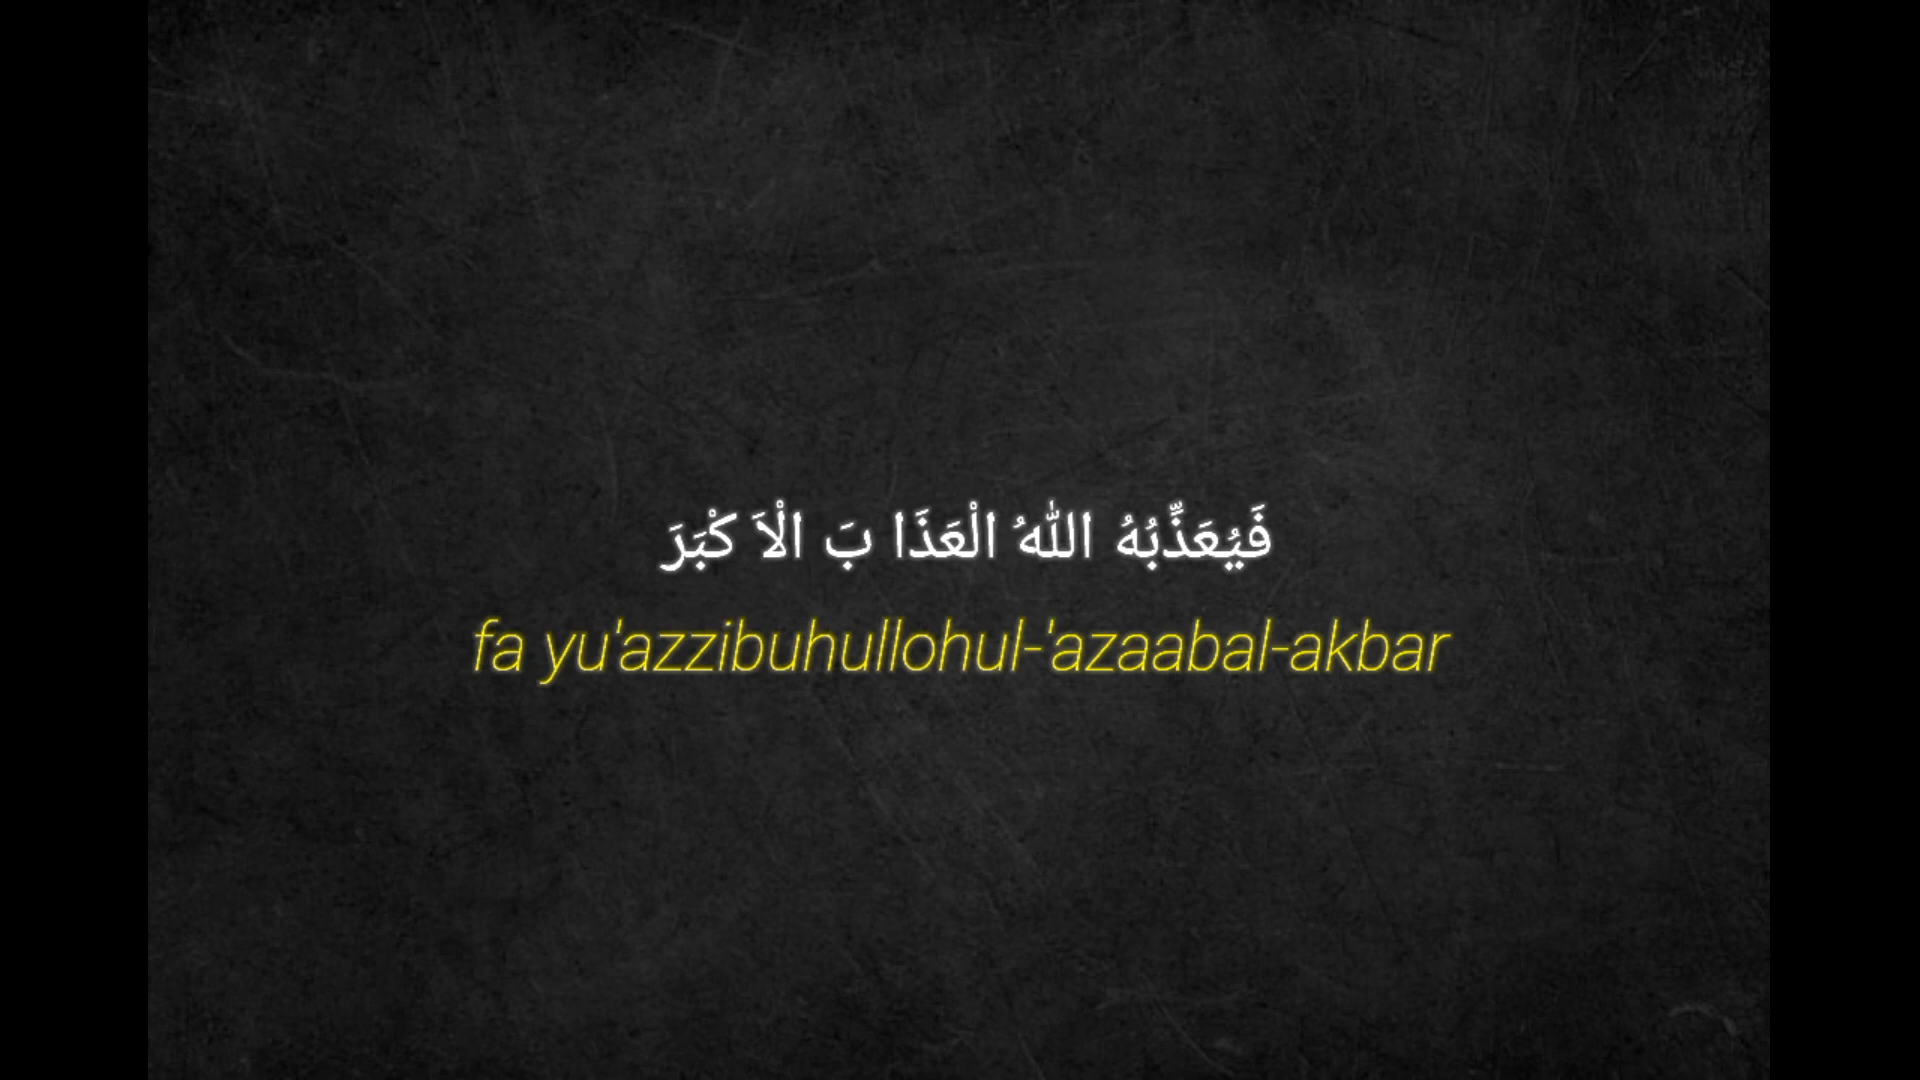 فَيُعَذِّبُهُ اللّٰهُ الْعَذَا بَ الْاَ كْبَرَ
fa yu'azzibuhullohul-'azaabal-akbar